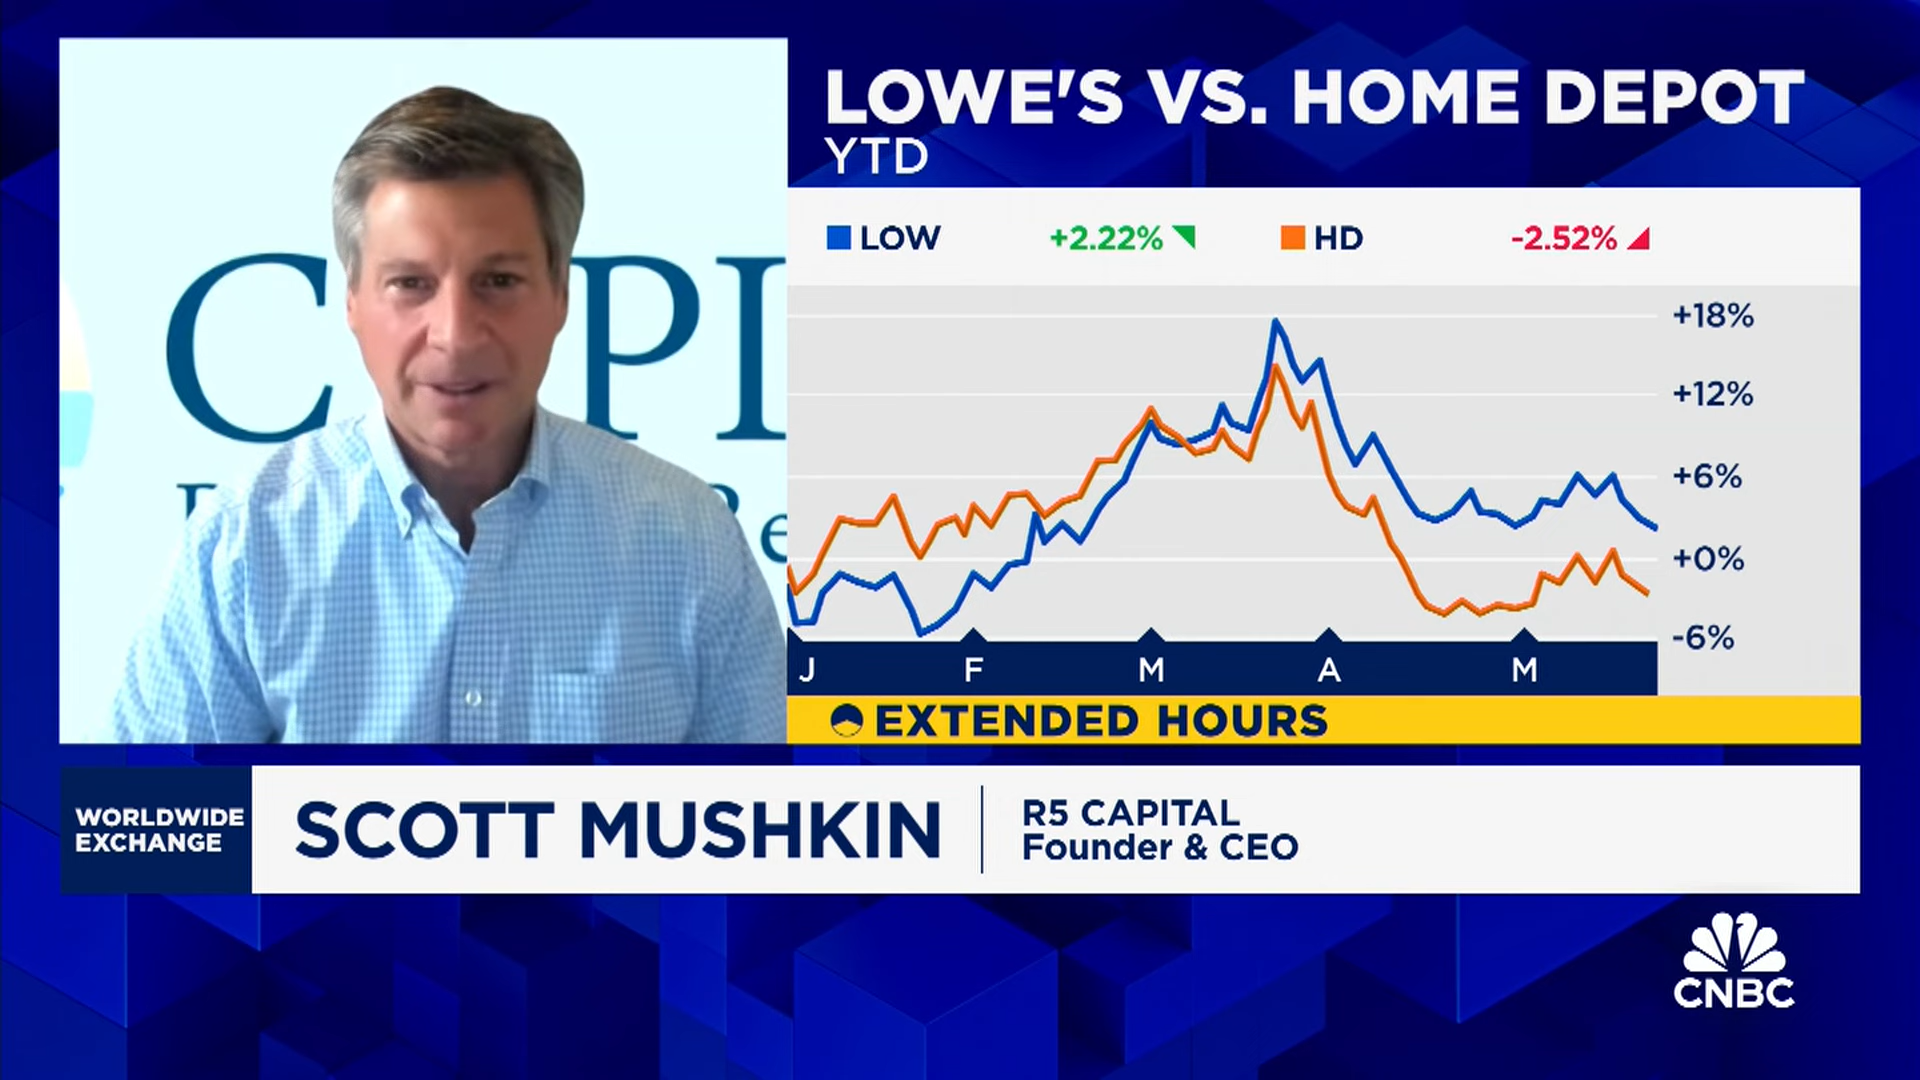 LOWE'S VS. HOME DEPOT
YTD
LOW +2.22% HD -2.52%
+18%
+12%
+6%
+0%
-6%
J F M A M
EXTENDED HOURS
WORLDWIDE
EXCHANGE
SCOTT MUSHKIN
R5 CAPITAL
Founder & CEO
CNBC